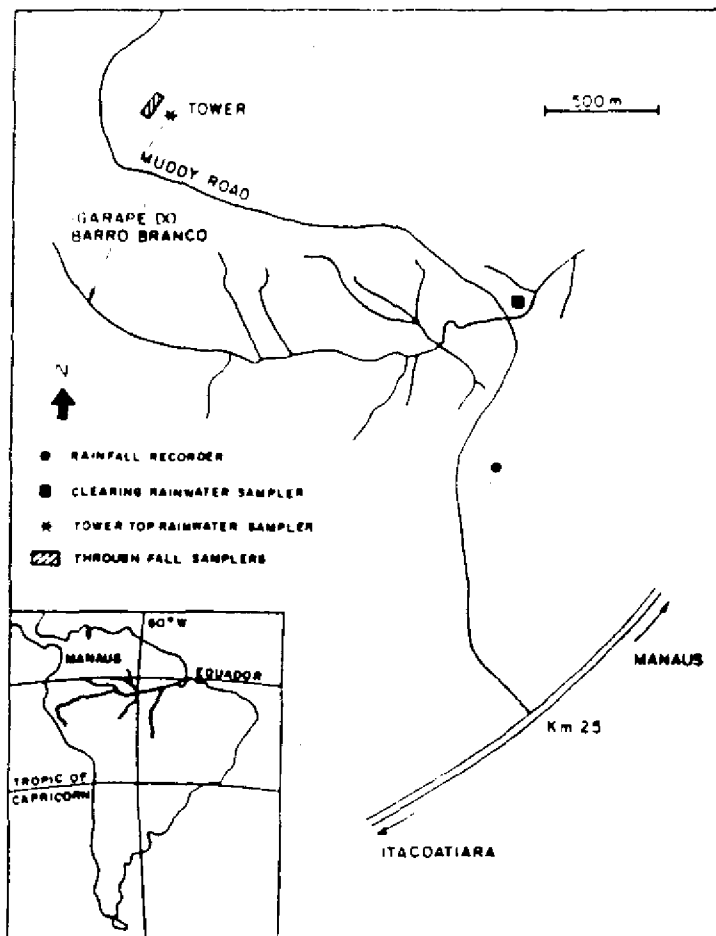 TOWER
500 m
MUDDY ROAD
IGARAPE DO
BARRO BRANCO
N
RAINFALL RECORDER
CLEARING RAINWATER SAMPLER
TOWER TOP RAINWATER SAMPLER
THROUGH FALL SAMPLERS
60° W
MANAUS
EQUADOR
TROPIC OF
CAPRICORN
MANAUS
Km 25
ITACOATIARA